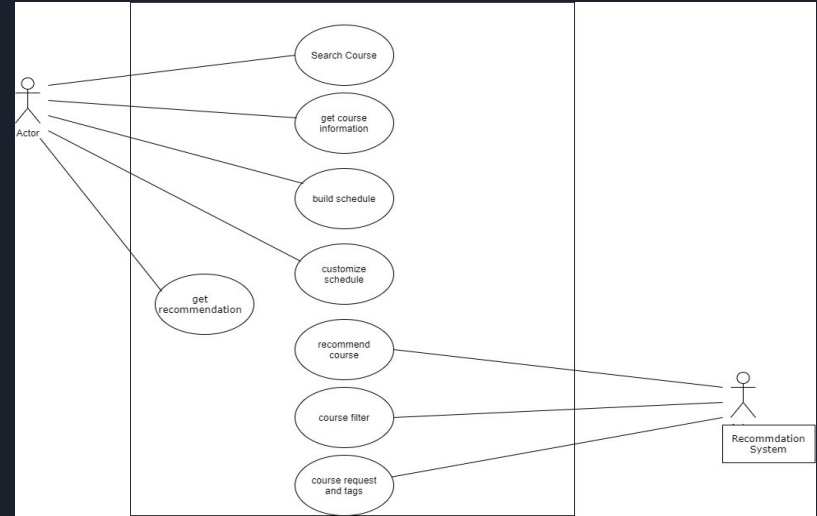 Search Course
get course
information
Actor
build schedule
customize
schedule
get
recommendation
recommend
course
course filter
Recommdation
System
course request
and tags